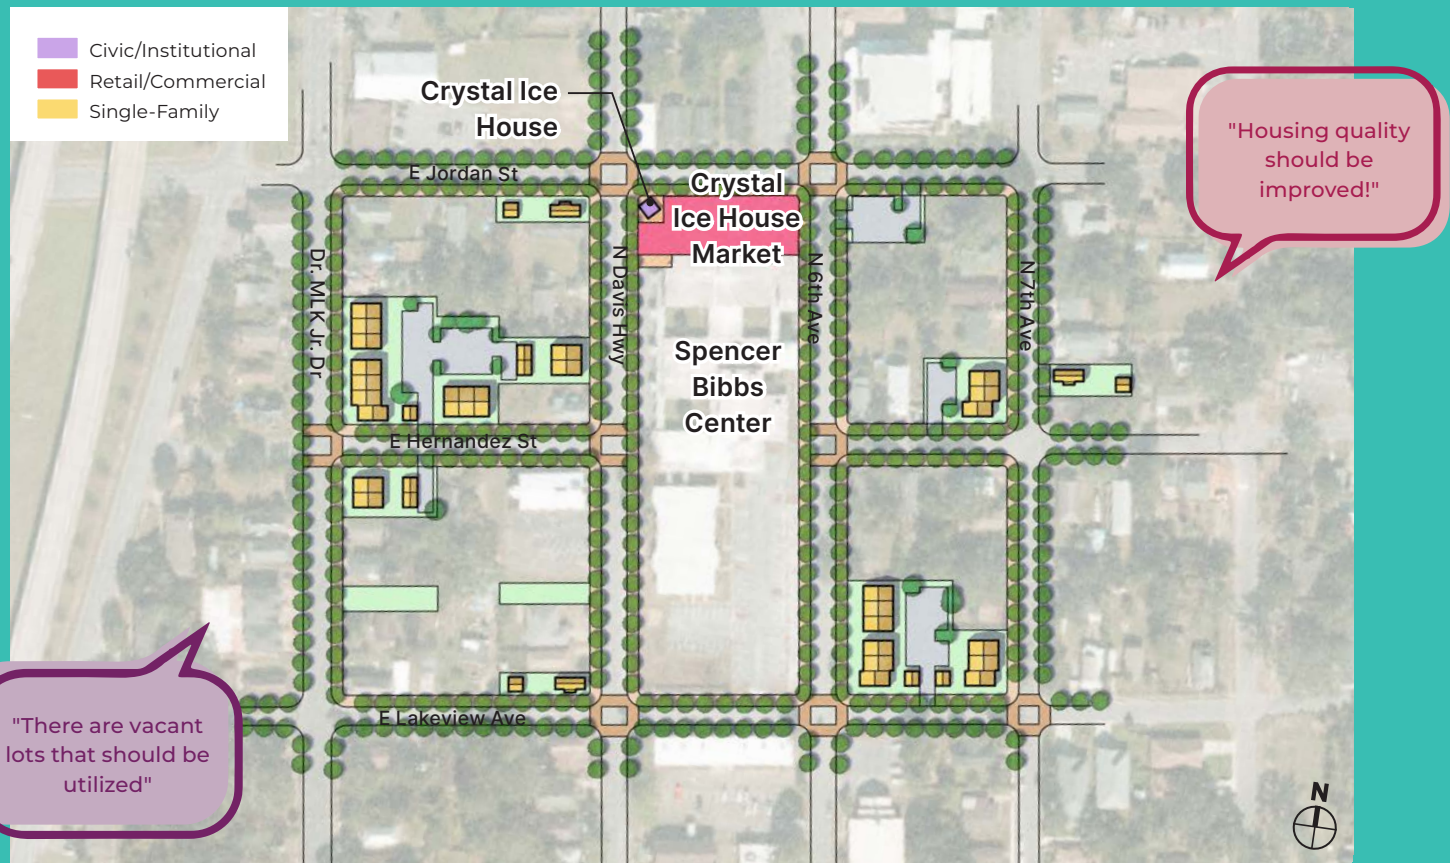 Civic/Institutional
Retail/Commercial
Single-Family
Crystal Ice
House
"Housing quality
should be
improved!"
E Jordan St
Crystal
Ice House
Market
Dr. MLK Jr. Dr
N Davis Hwy
N 6th Ave
N 7th Ave
Spencer
Bibbs
Center
E Hernandez St
"There are vacant
lots that should be
utilized"
E Lakeview Ave
N